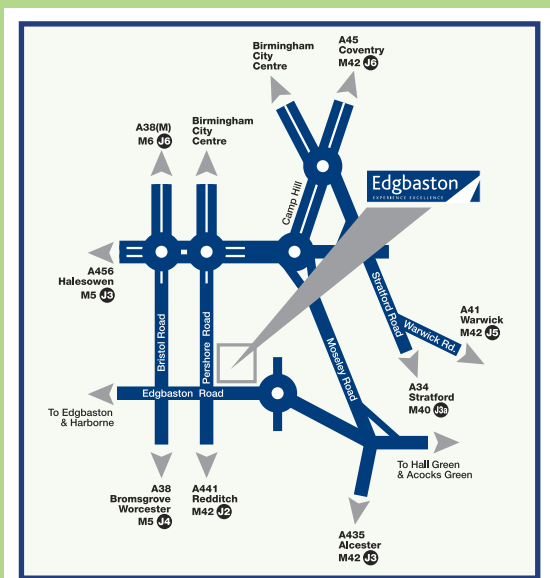 Birmingham
City
Centre
A45
Coventry
M42 J6
A38(M)
M6 J6
Birmingham
City
Centre
Edgbaston
EXPERIENCE EXCELLENCE
Camp Hill
A456
Halesowen
M5 J3
Bristol Road
Pershore Road
Stratford Road
Warwick Rd.
A41
Warwick
M42 J5
Moseley Road
Edgbaston Road
To Edgbaston
& Harborne
A34
Stratford
M40 J3a
To Hall Green
& Acocks Green
A38
Bromsgrove
Worcester
M5 J4
A441
Redditch
M42 J2
A435
Alcester
M42 J3